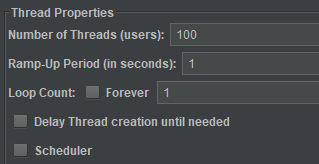 Thread Properties
Number of Threads (users): 100
Ramp-Up Period (in seconds): 1
Loop Count: Forever 1
Delay Thread creation until needed
Scheduler